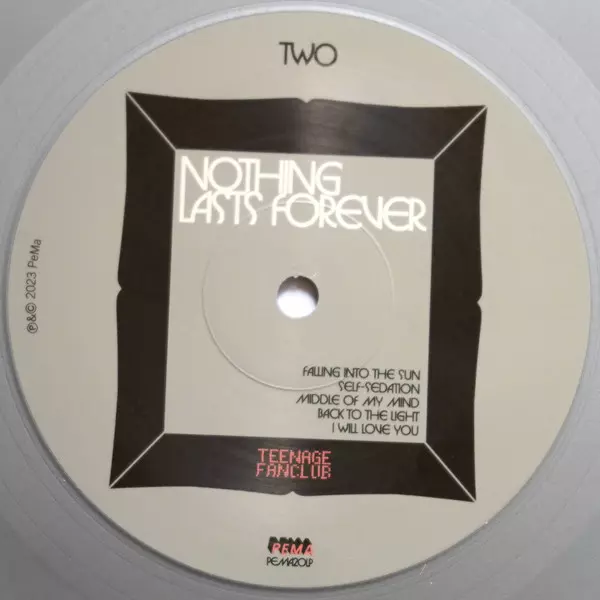 TWO
NOTHING
LASTS FOREVER
℗&© 2023 PeMa
FALLING INTO THE SUN
SELF-SEDATION
MIDDLE OF MY MIND
BACK TO THE LIGHT
I WILL LOVE YOU
TEENAGE
FANCLUB
PEMA
PEMA20LP